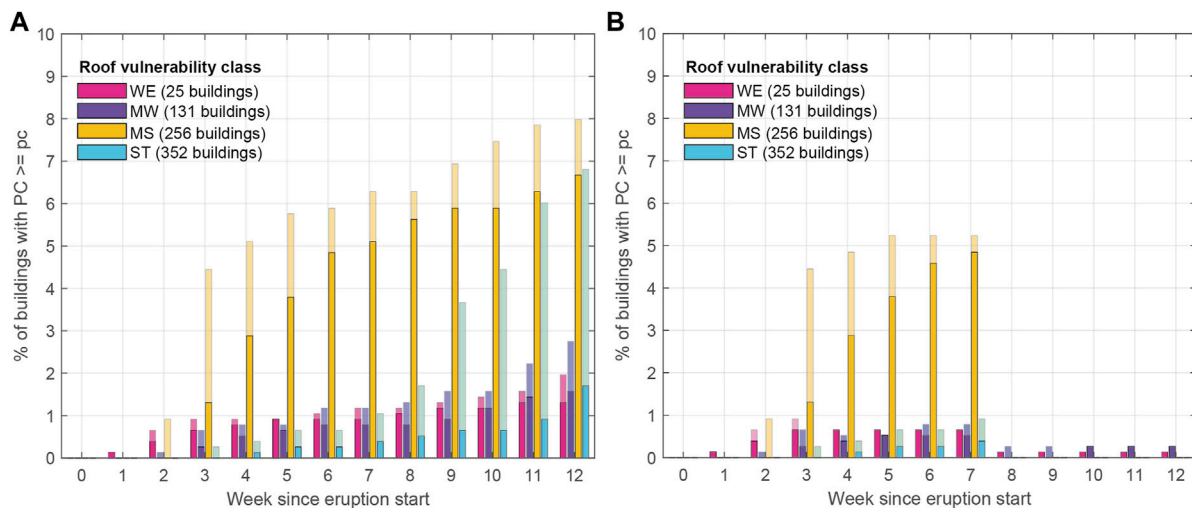 A
% of buildings with PC >= pc
10
9
8
7
6
5
4
3
2
1
0
Roof vulnerability class
WE (25 buildings)
MW (131 buildings)
MS (256 buildings)
ST (352 buildings)
0 1 2 3 4 5 6 7 8 9 10 11 12
Week since eruption start
B
% of buildings with PC >= pc
10
9
8
7
6
5
4
3
2
1
0
Roof vulnerability class
WE (25 buildings)
MW (131 buildings)
MS (256 buildings)
ST (352 buildings)
0 1 2 3 4 5 6 7 8 9 10 11 12
Week since eruption start